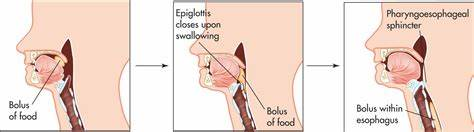 Bolus
of food
Epiglottis
closes upon
swallowing
Bolus
of food
Pharyngoesophageal
sphincter
Bolus within
esophagus